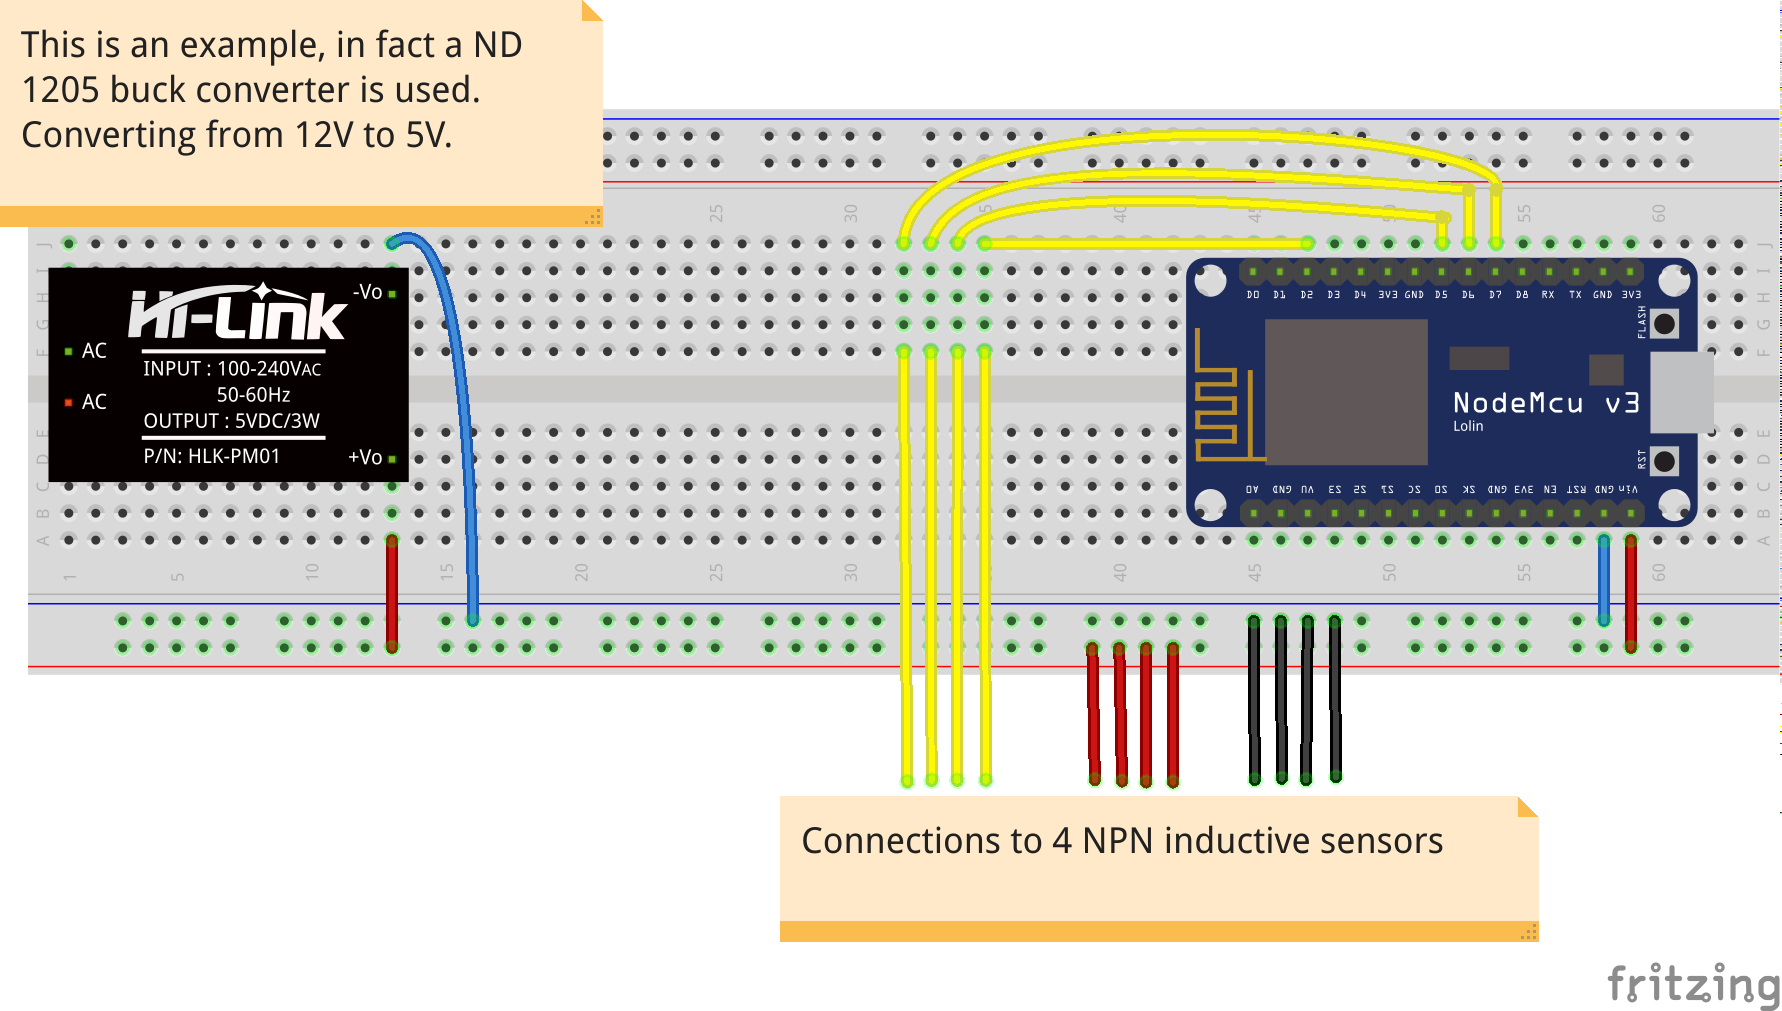 This is an example, in fact a ND
1205 buck converter is used.
Converting from 12V to 5V.
25 30 35 40 45 50 55 60
J J
I I
H H
G G
F F
Hi-Link
-Vo
AC
INPUT : 100-240VAC
50-60Hz
AC
OUTPUT : 5VDC/3W
P/N: HLK-PM01
+Vo
D0 D1 D2 D3 D4 3V3 GND D5 D6 D7 D8 RX TX GND 3V3
FLASH
NodeMcu v3
Lolin
RST
A0 GND VU S3 S2 S1 SC S0 SK GND 3V3 EN RST GND Vin
E E
D D
C C
B B
A A
1 5 10 15 20 25 30 35 40 45 50 55 60
Connections to 4 NPN inductive sensors
fritzing